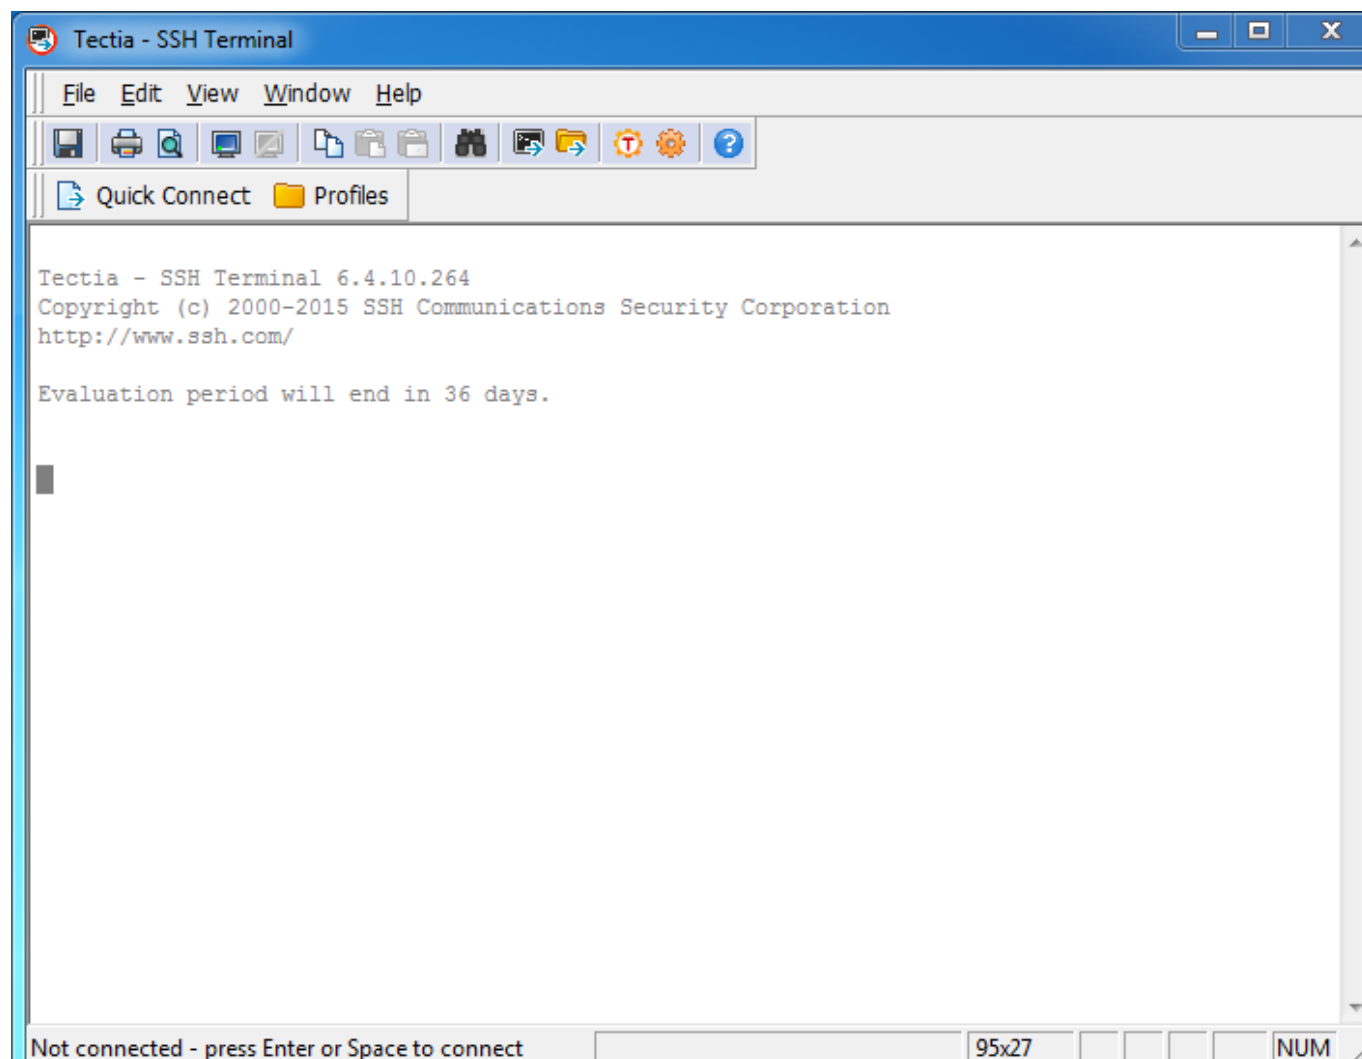 Tectia - SSH Terminal
File Edit View Window Help
Quick Connect Profiles
Tectia - SSH Terminal 6.4.10.264
Copyright (c) 2000-2015 SSH Communications Security Corporation
http://www.ssh.com/
Evaluation period will end in 36 days.
Not connected - press Enter or Space to connect 95x27 NUM